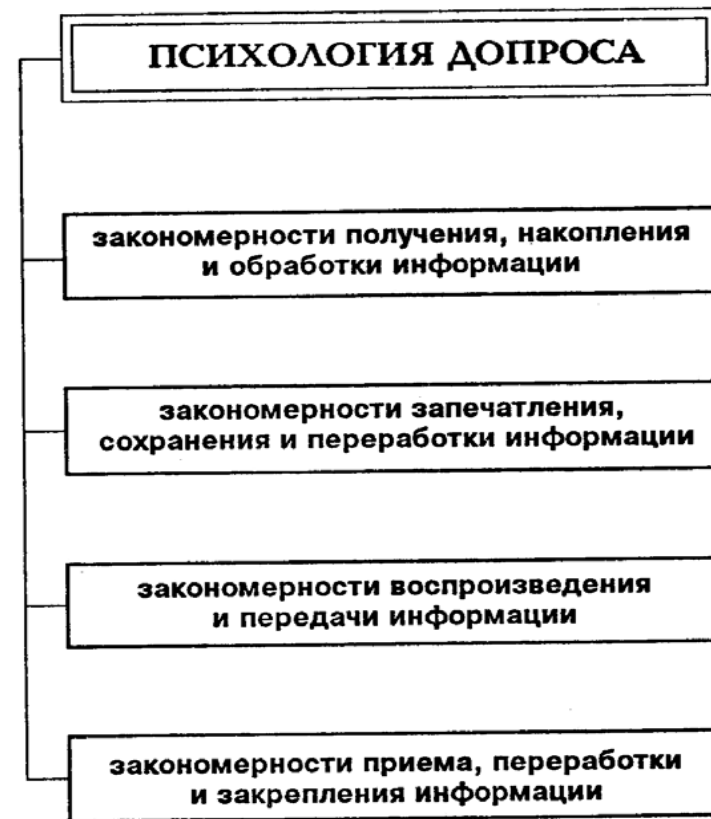 ПСИХОЛОГИЯ ДОПРОСА
закономерности получения, накопления
и обработки информации
закономерности запечатления,
сохранения и переработки информации
закономерности воспроизведения
и передачи информации
закономерности приема, переработки
и закрепления информации